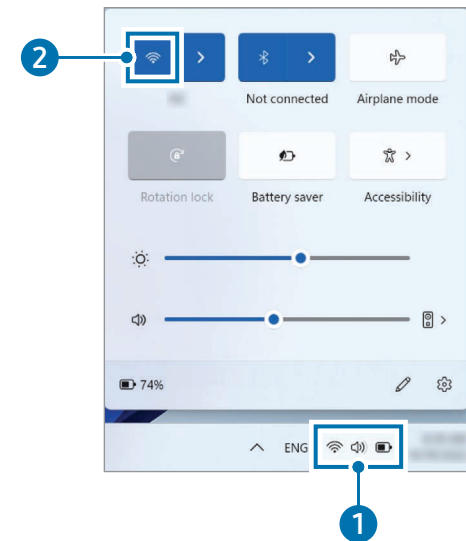 2
Not connected
Airplane mode
Rotation lock
Battery saver
Accessibility
74%
ENG
1